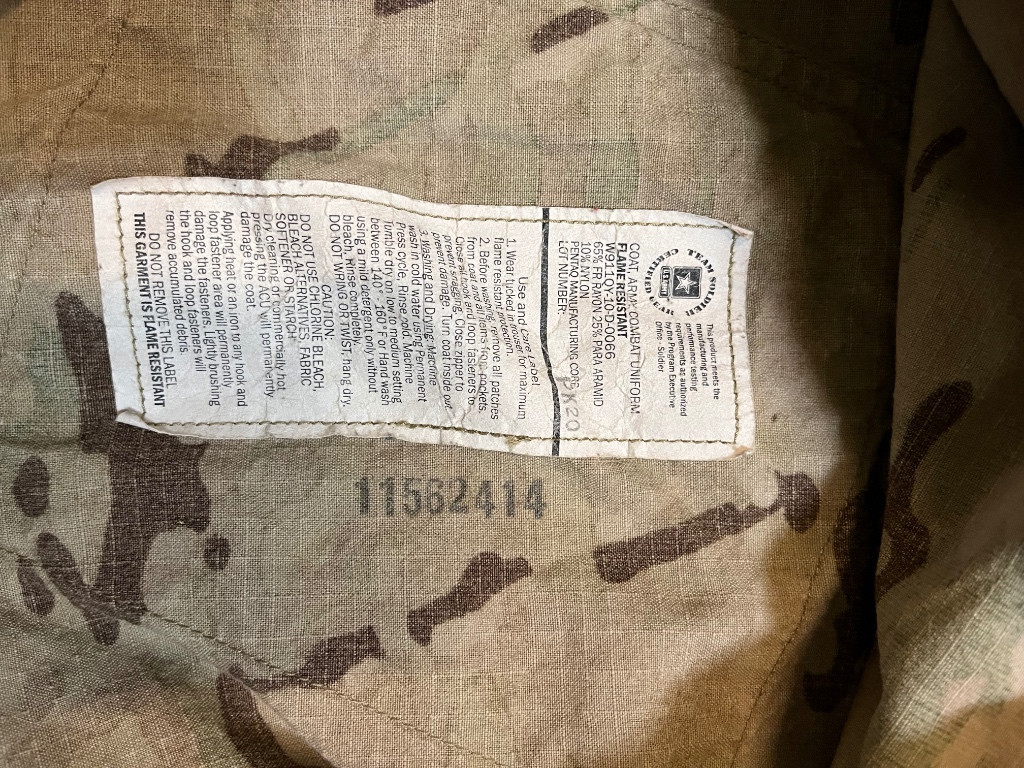 TEAM SOLDIER
CERTIFIED GEAR
U.S. ARMY
This product meets the
manufacturing and
performance testing
requirements as authorized
by the Program Executive
Office - Soldier
COAT, ARMY COMBAT UNIFORM,
FLAME RESISTANT
W911QY-10-D-0066
65% FR RAYON 25% PARA ARAMID
10% NYLON
PENTAQ MANUFACTURING CORP.
LOT NUMBER:
Use and Care Label
1. Wear tucked in trouser for maximum
flame resistant protection.
2. Before washing, remove all patches
from coat and all items from pockets.
Close all hook and loop fasteners to
prevent snagging. Close zipper to
prevent damage. Turn coat inside out
3. Washing and Drying: Machine
wash in cold water using Permanent
Press cycle, Rinse cold. Machine
Tumble dry on low to medium setting
between 140° -160° F or Hand wash
using a mild detergent only without
bleach. Rinse completely.
DO NOT WRING OR TWIST, hang dry.
CAUTION:
DO NOT USE CHLORINE BLEACH,
BLEACH ALTERNATIVES, FABRIC
SOFTENER OR STARCH
Dry cleaning or commercially hot
pressing the ACU will permanently
damage the coat.
Applying heat or an iron to any hook and
loop fastener area will permanently
damage the fasteners. Lightly brushing
the hook and loop fasteners will
remove accumulated debris.
DO NOT REMOVE THIS LABEL
THIS GARMENT IS FLAME RESISTANT
11562414